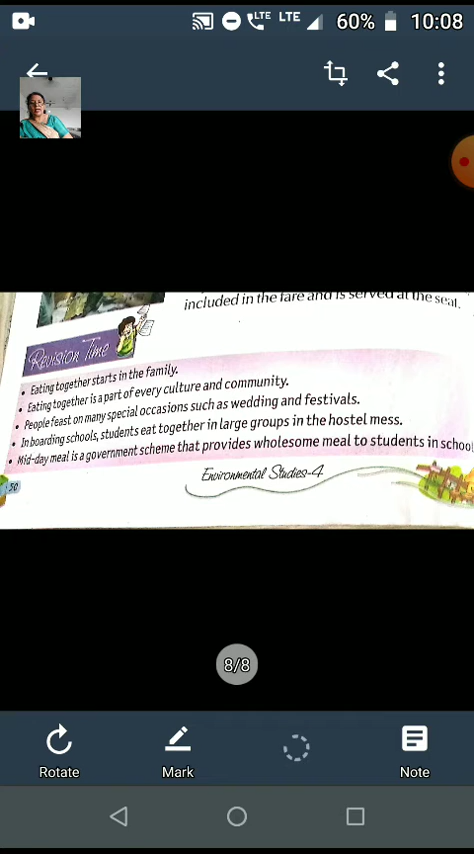 LTE LTE 60% 10:08
included in the fare and is served at the seat.
Revision Time
• Eating together starts in the family.
• Eating together is a part of every culture and community.
• People feast on many special occasions such as wedding and festivals.
• In boarding schools, students eat together in large groups in the hostel mess.
• Mid-day meal is a government scheme that provides wholesome meal to students in school
50
Environmental Studies-4
8/8
Rotate Mark Note